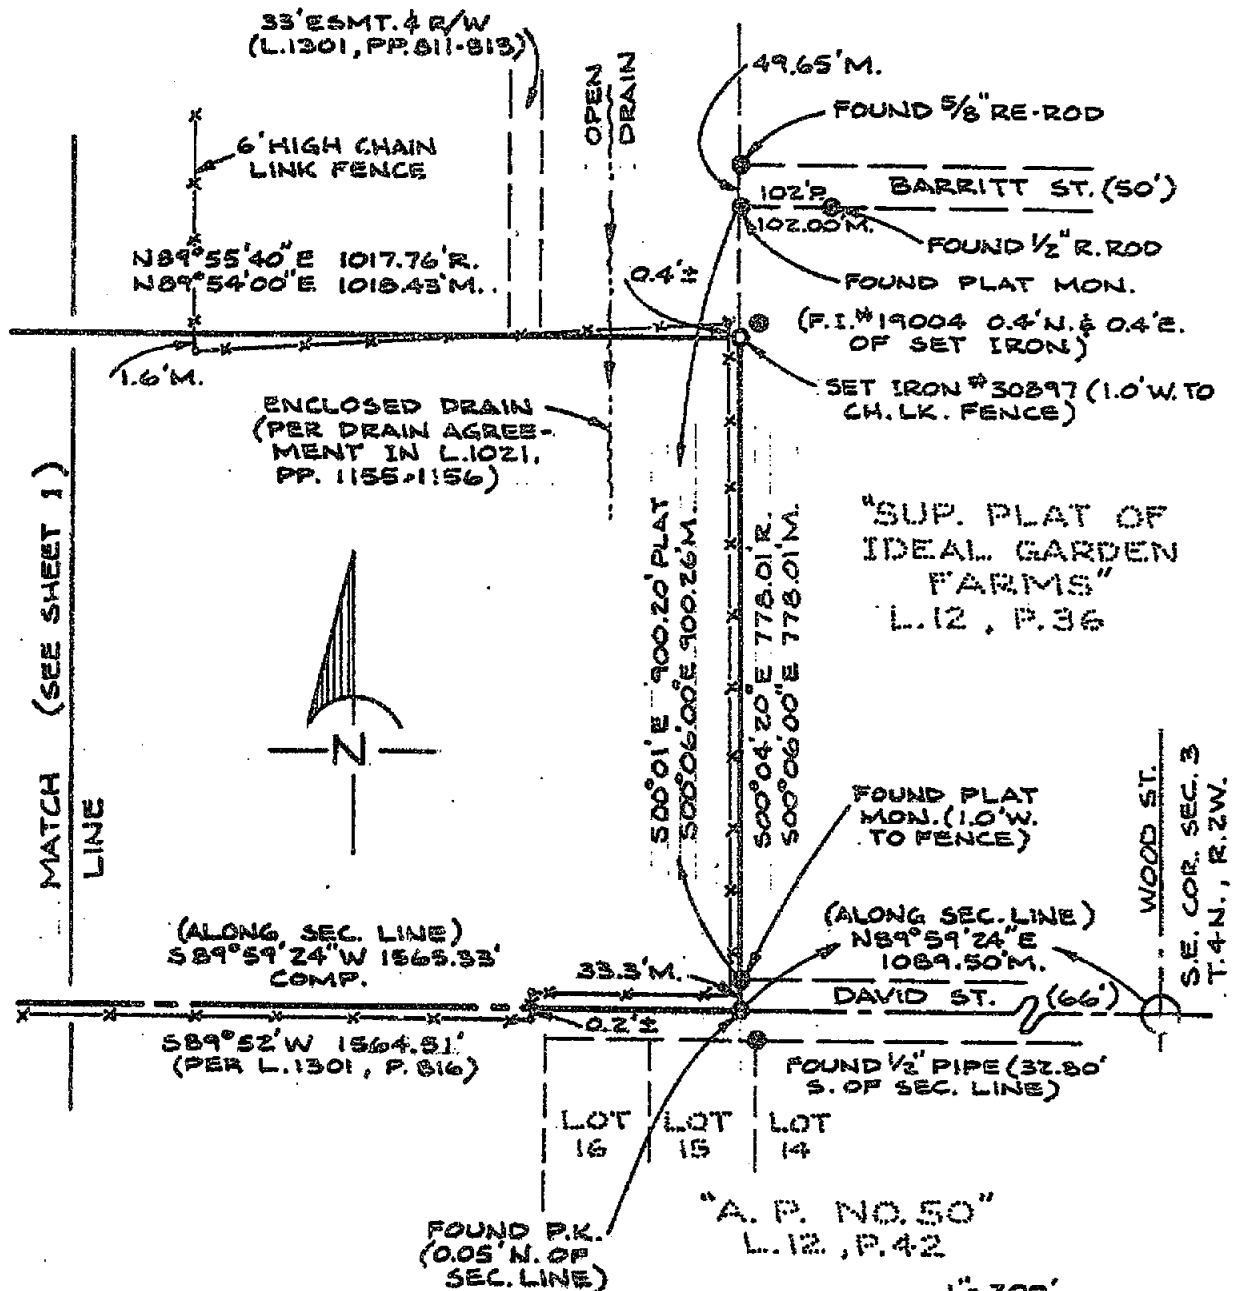 33' ESMT. & R/W
(L.1301, PP. 811-813)
OPEN
DRAIN
49.65' M.
FOUND 5/8" RE-ROD
6' HIGH CHAIN
LINK FENCE
BARRITT ST. (50')
102' P.
102.00' M.
FOUND 1/2" R. ROD
N89°55'40"E 1017.76' R.
N89°54'00"E 1018.43' M.
0.4'±
FOUND PLAT MON.
(F.I. #19004 0.4' N. & 0.4' E.
OF SET IRON)
1.6' M.
SET IRON #30897 (1.0' W. TO
CH. LK. FENCE)
ENCLOSED DRAIN
(PER DRAIN AGREE-
MENT IN L.1021,
PP. 1155-1156)
MATCH (SEE SHEET 1)
LINE
"SUP. PLAT OF
IDEAL GARDEN
FARMS"
L.12, P.36
S00°01'E 900.20' PLAT
S00°06'00"E 900.26' M.
S00°04'20"E 778.01' R.
S00°06'00"E 778.01' M.
N
FOUND PLAT
MON. (1.0' W.
TO FENCE)
WOOD ST.
S.E. COR. SEC. 3
T.4N., R.2W.
(ALONG SEC. LINE)
S89°59'24"W 1565.33'
COMP.
(ALONG SEC. LINE)
N89°59'24"E
1089.50' M.
33.3' M.
DAVID ST. (66')
0.2'±
S89°52'W 1564.51'
(PER L.1301, P. 816)
FOUND 1/2" PIPE (32.80'
S. OF SEC. LINE)
LOT
16
LOT
15
LOT
14
"A. P. NO. 50"
L.12, P.42
FOUND P.K.
(0.05' N. OF
SEC. LINE)